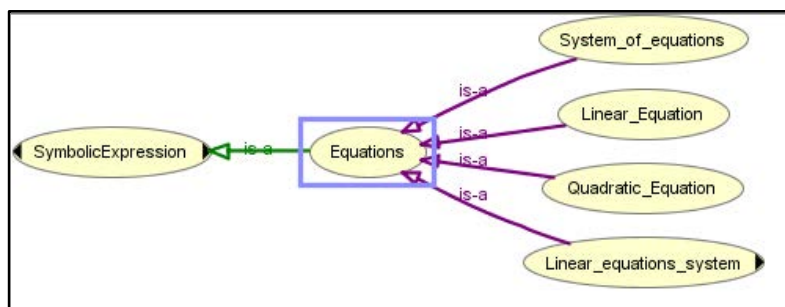 System_of_equations
is-a
Linear_Equation
is-a
SymbolicExpression
is-a
Equations
is-a
Quadratic_Equation
is-a
Linear_equations_system